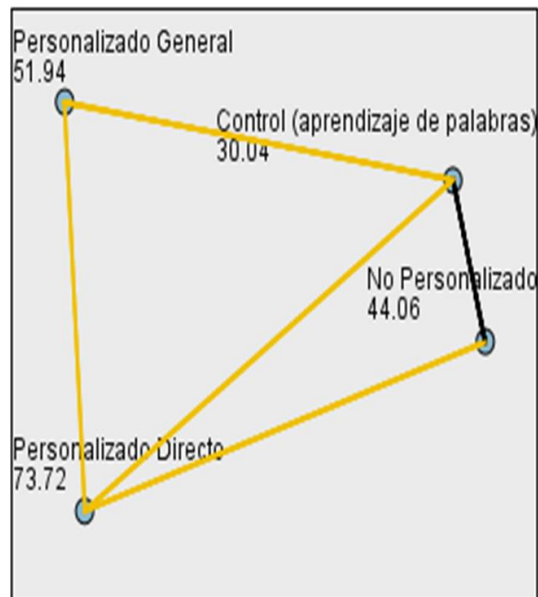 Personalizado General
51.94
Control (aprendizaje de palabras)
30.04
No Personalizado
44.06
Personalizado Directo
73.72